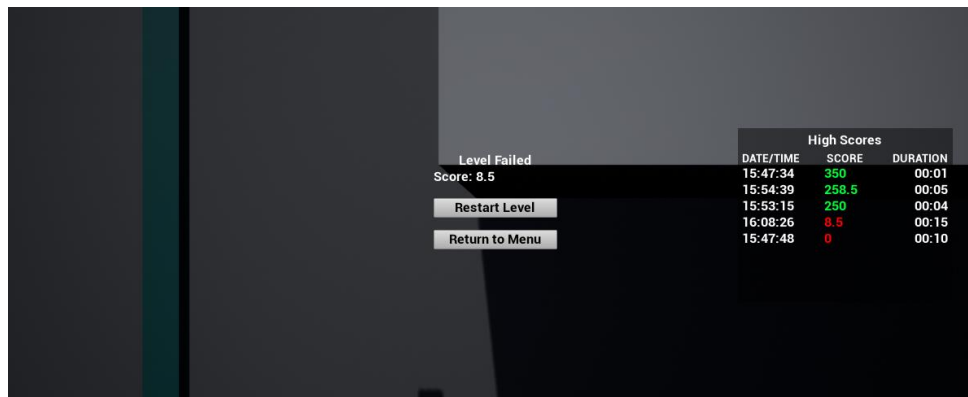 Level Failed
Score: 8.5
Restart Level
Return to Menu
High Scores
DATE/TIME SCORE DURATION
15:47:34 350 00:01
15:54:39 258.5 00:05
15:53:15 250 00:04
16:08:26 8.5 00:15
15:47:48 0 00:10